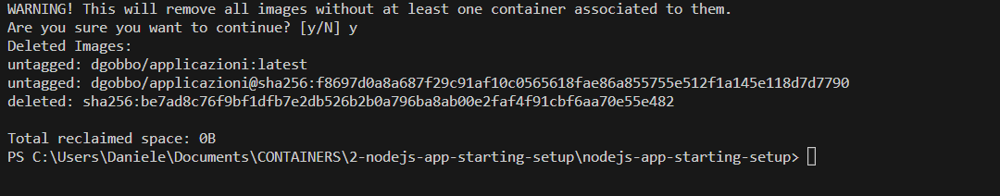 WARNING! This will remove all images without at least one container associated to them.
Are you sure you want to continue? [y/N] y
Deleted Images:
untagged: dgobbo/applicazioni:latest
untagged: dgobbo/applicazioni@sha256:f8697d0a8a687f29c91af10c0565618fae86a855755e512f1a145e118d7d7790
deleted: sha256:be7ad8c76f9bf1dfb7e2db526b2b0a796ba8ab00e2faf4f91cbf6aa70e55e482
Total reclaimed space: 0B
PS C:\Users\Daniele\Documents\CONTAINERS\2-nodejs-app-starting-setup\nodejs-app-starting-setup>